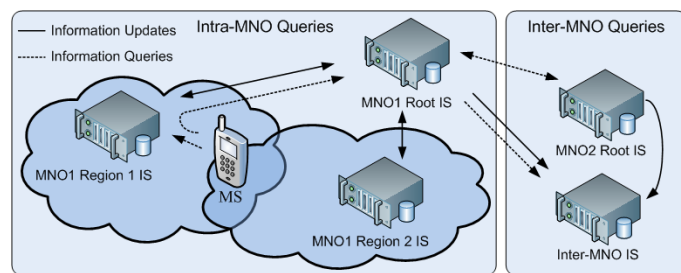 Intra-MNO Queries
Inter-MNO Queries
Information Updates
Information Queries
MNO1 Root IS
MNO2 Root IS
MNO1 Region 1 IS
MS
MNO1 Region 2 IS
Inter-MNO IS